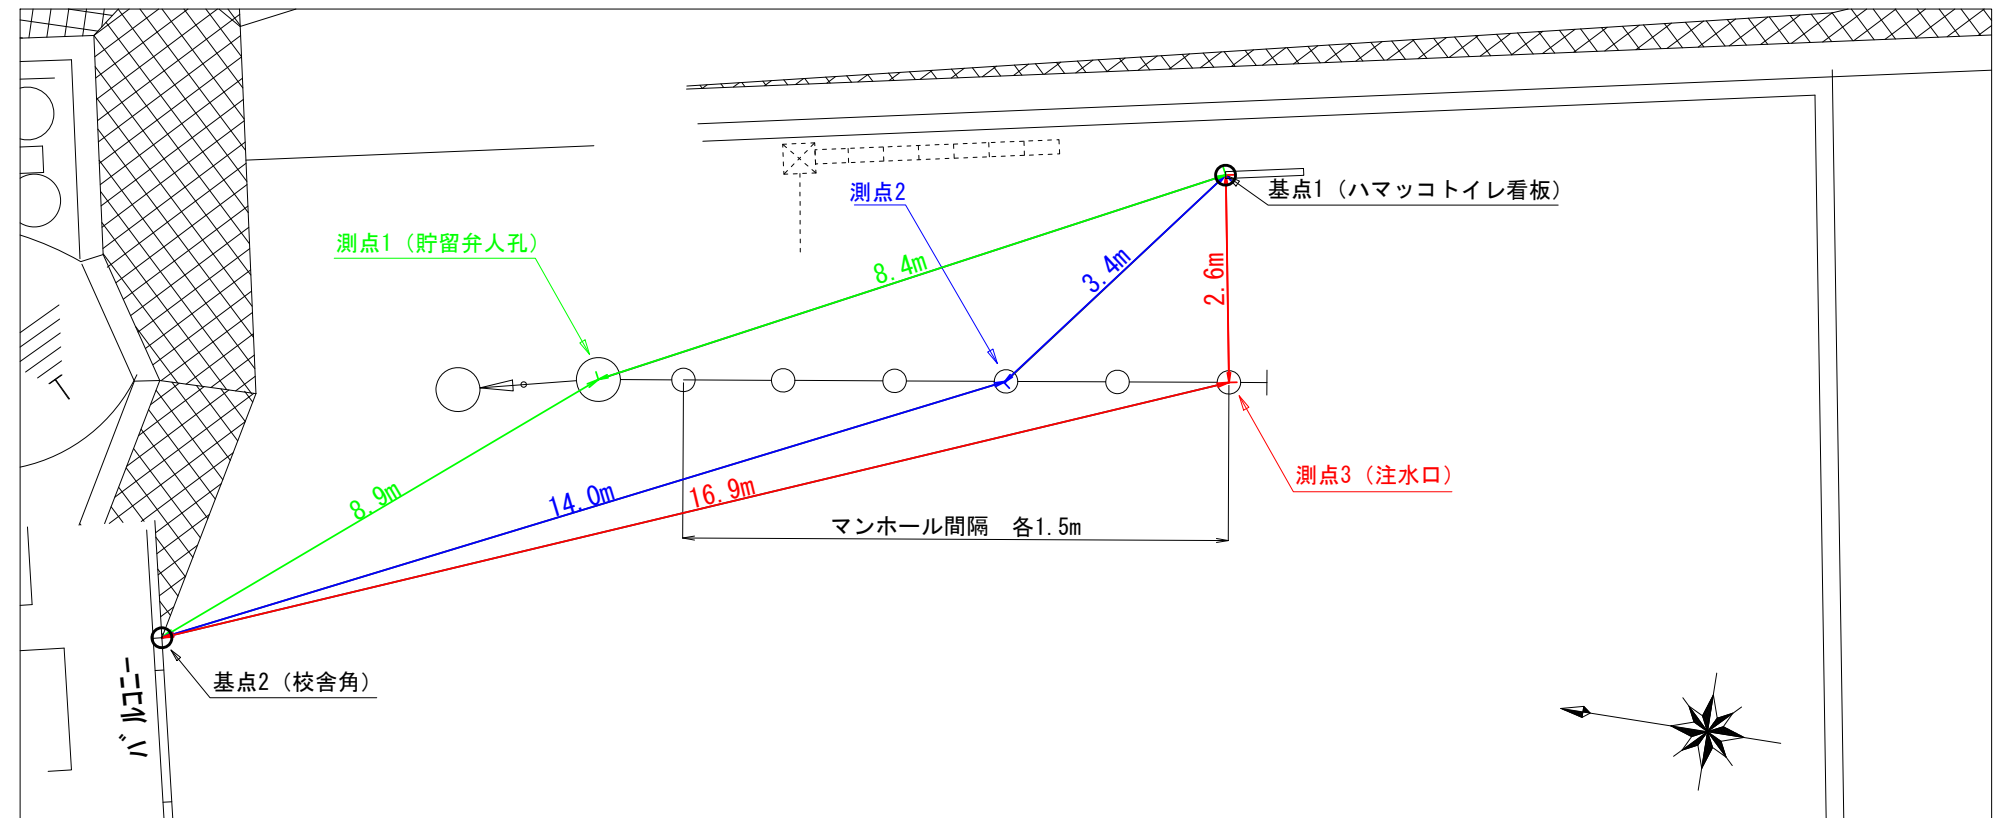 測点2
基点1（ハマッコトイレ看板）
測点1（貯留弁人孔）
8.4m
3.4m
2.6m
測点3（注水口）
8.9m
14.0m
16.9m
マンホール間隔　各1.5m
基点2（校舎角）
バルコニー